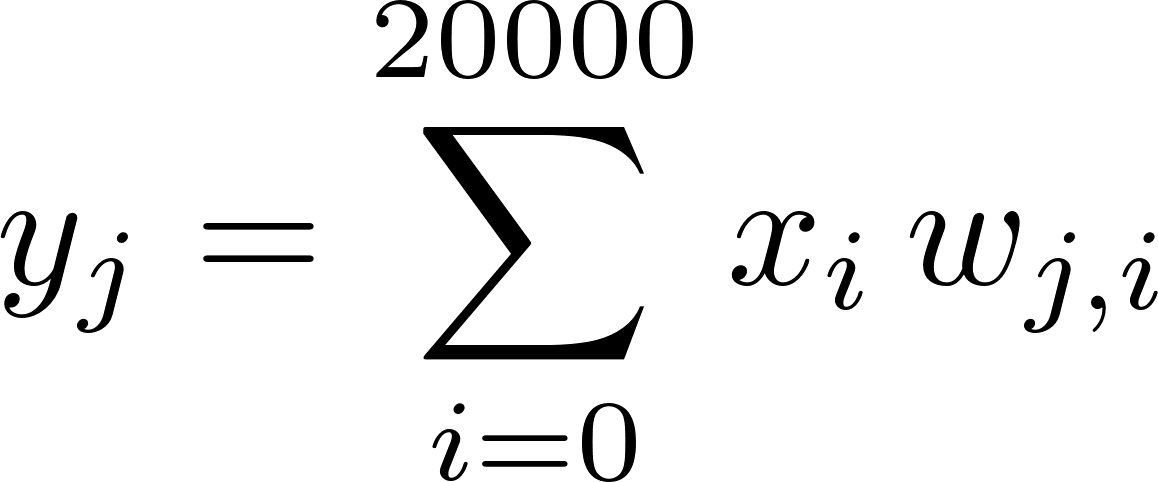 20000
y_j = ∑ x_i w_{j,i}
i=0